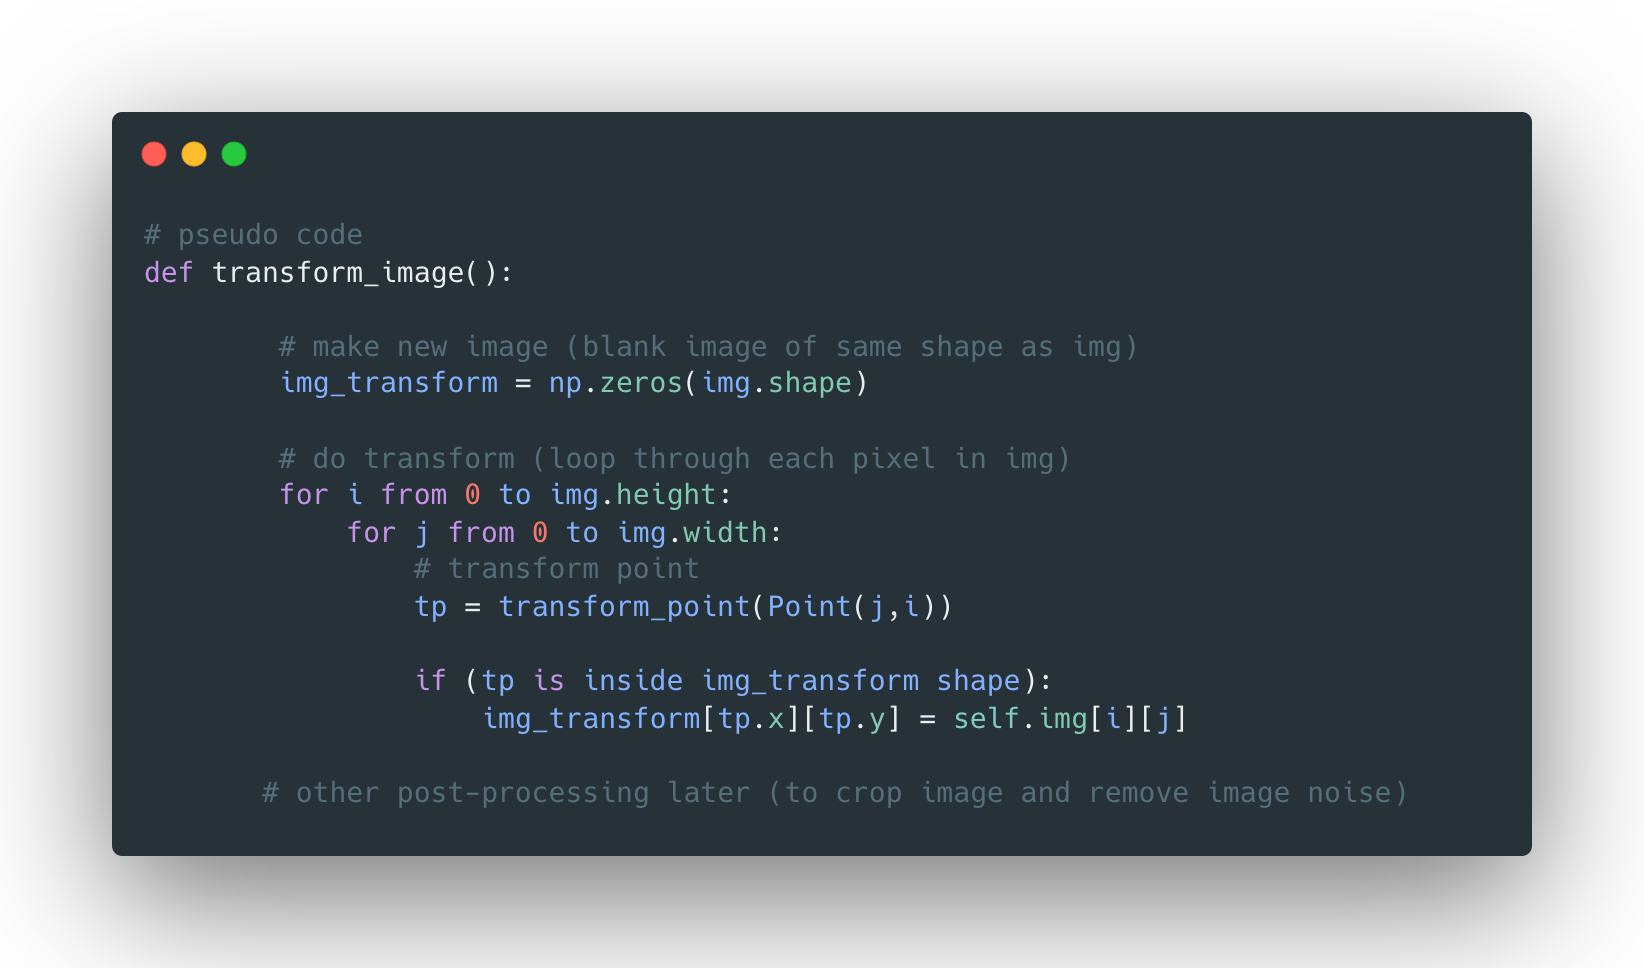 # pseudo code
def transform_image():
# make new image (blank image of same shape as img)
img_transform = np.zeros(img.shape)
# do transform (loop through each pixel in img)
for i from 0 to img.height:
for j from 0 to img.width:
# transform point
tp = transform_point(Point(j,i))
if (tp is inside img_transform shape):
img_transform[tp.x][tp.y] = self.img[i][j]
# other post-processing later (to crop image and remove image noise)